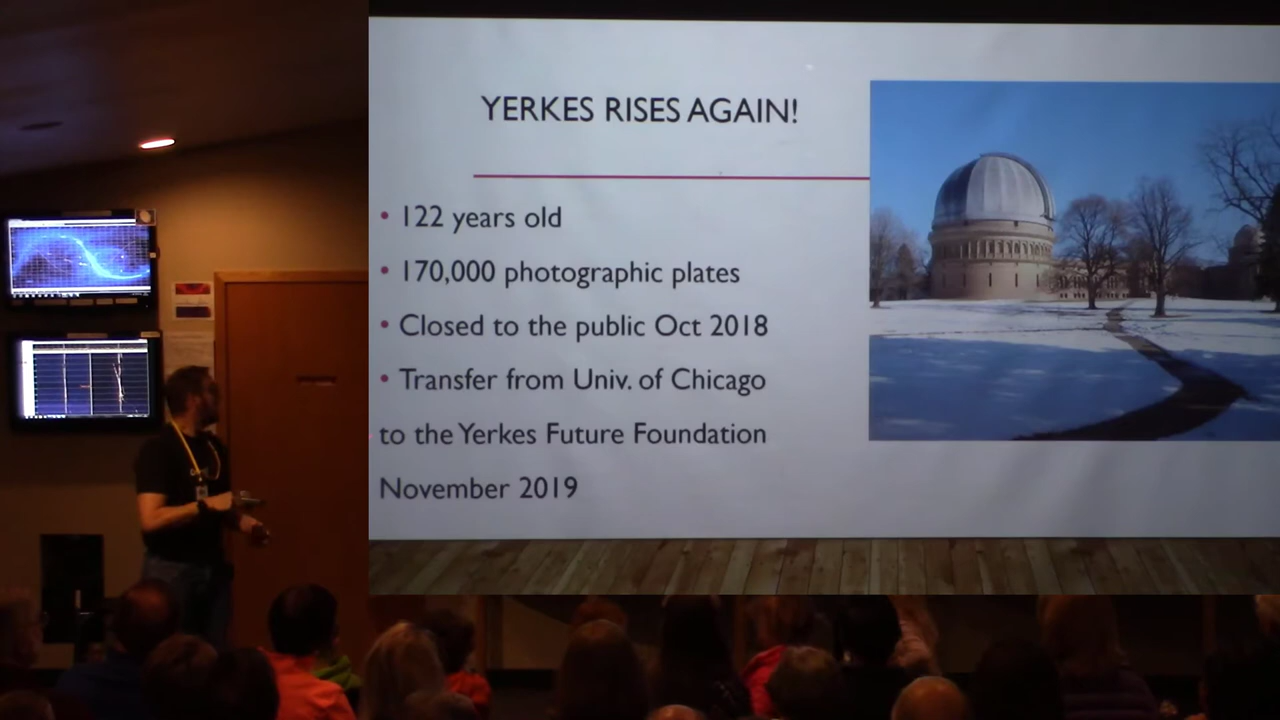 YERKES RISES AGAIN!
• 122 years old
• 170,000 photographic plates
• Closed to the public Oct 2018
• Transfer from Univ. of Chicago
to the Yerkes Future Foundation
November 2019